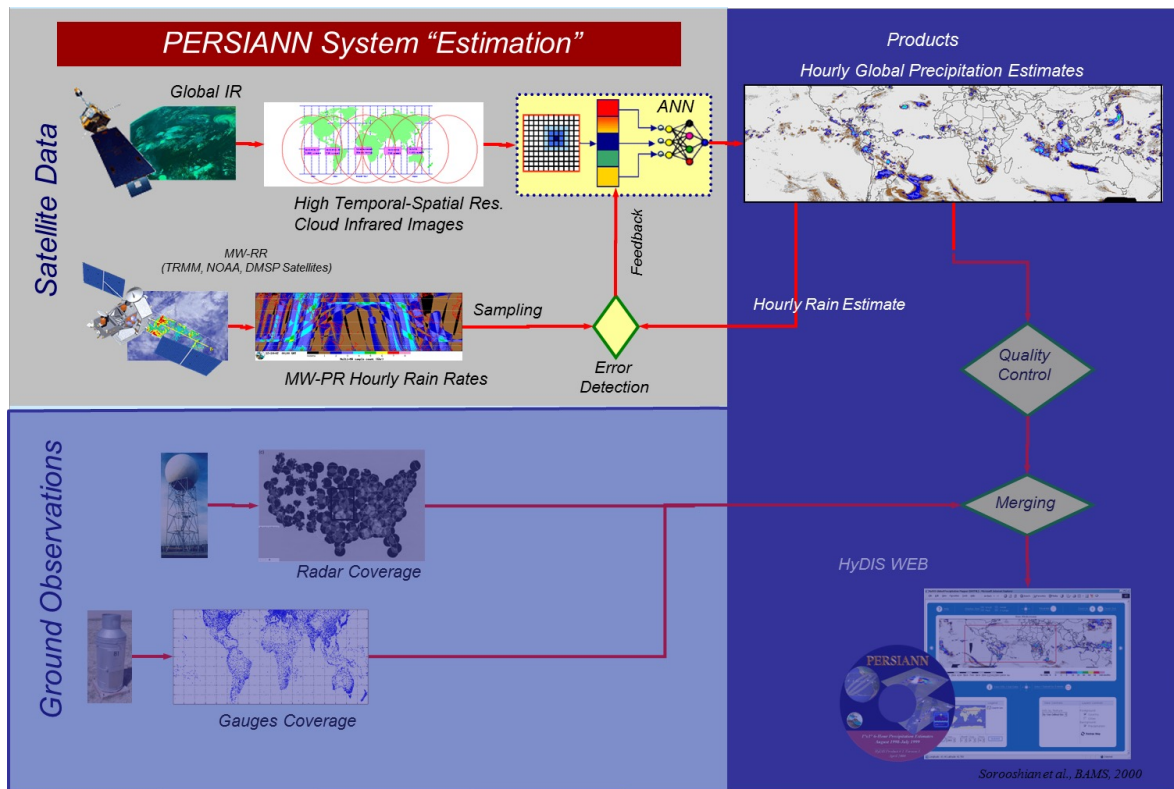 PERSIANN System “Estimation”
Satellite Data
Global IR
High Temporal-Spatial Res.
Cloud Infrared Images
ANN
Feedback
MW-RR
(TRMM, NOAA, DMSP Satellites)
MW-PR Hourly Rain Rates
Sampling
Error
Detection
Products
Hourly Global Precipitation Estimates
Hourly Rain Estimate
Quality
Control
Merging
HyDIS WEB
Ground Observations
Radar Coverage
Gauges Coverage
PERSIANN
Sorooshian et al., BAMS, 2000